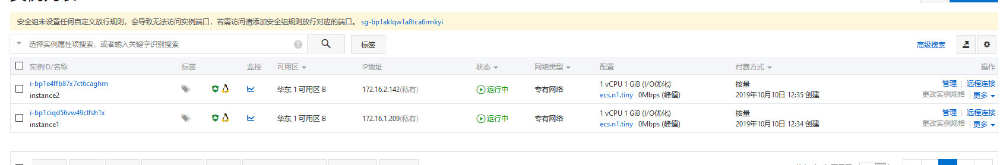 安全组未设置任何自定义放行规则，会导致无法访问实例端口，若需访问请添加安全组规则放行对应的端口。 sg-bp1aklqw1a8tca6rmkyi
选择实例属性项搜索，或者输入关键字识别搜索 ? 标签 高级搜索
实例ID/名称 标签 监控 可用区 IP地址 状态 网络类型 配置 付费方式 操作
i-bp1e4ffb87x7ct6caghm
instance2
华东 1 可用区 B 172.16.2.142(私有) 运行中 专有网络
1 vCPU 1 GiB (I/O优化)
ecs.n1.tiny 0Mbps (峰值)
按量
2019年10月10日 12:35 创建
管理 | 远程连接
更改实例规格 | 更多
i-bp1ciqd56vw49clfsh1x
instance1
华东 1 可用区 B 172.16.1.209(私有) 运行中 专有网络
1 vCPU 1 GiB (I/O优化)
ecs.n1.tiny 0Mbps (峰值)
按量
2019年10月10日 12:34 创建
管理 | 远程连接
更改实例规格 | 更多